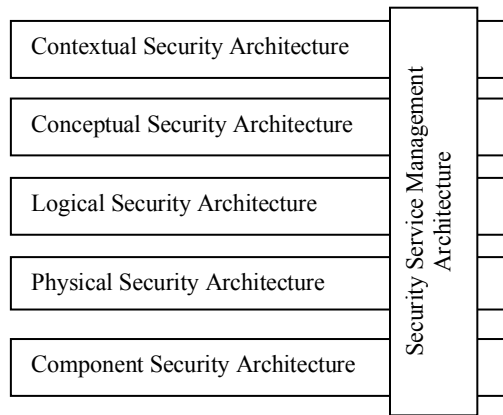 Contextual Security Architecture
Conceptual Security Architecture
Logical Security Architecture
Physical Security Architecture
Component Security Architecture
Security Service Management
Architecture